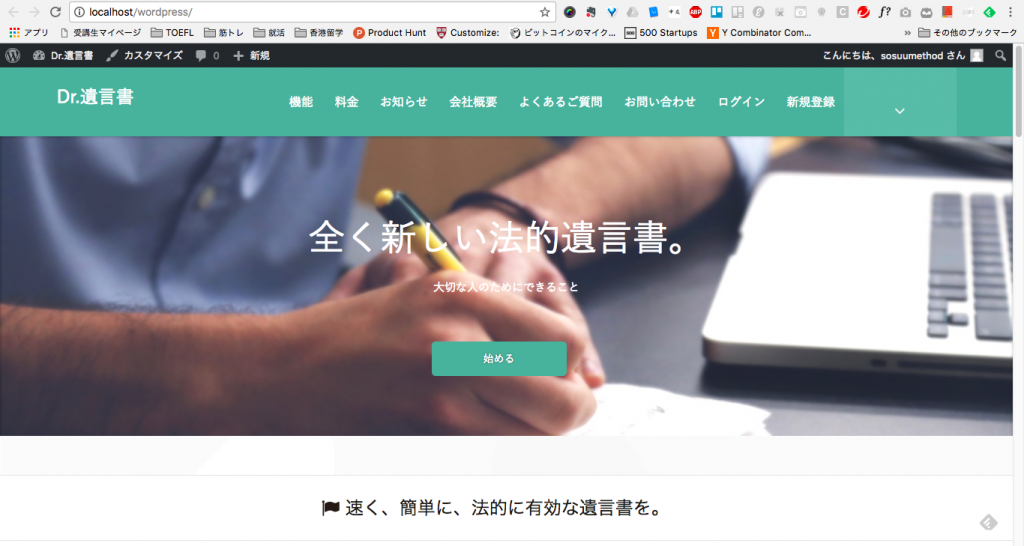 localhost/wordpress/
アプリ 受講生マイページ TOEFL 筋トレ 就活 香港留学 Product Hunt Customize: ビットコインのマイク... 500 Startups Y Combinator Com... » その他のブックマーク
Dr.遺言書 カスタマイズ 0 新規 こんにちは、sosuumethod さん
Dr.遺言書 機能 料金 お知らせ 会社概要 よくあるご質問 お問い合わせ ログイン 新規登録
全く新しい法的遺言書。
大切な人のためにできること
始める
速く、簡単に、法的に有効な遺言書を。